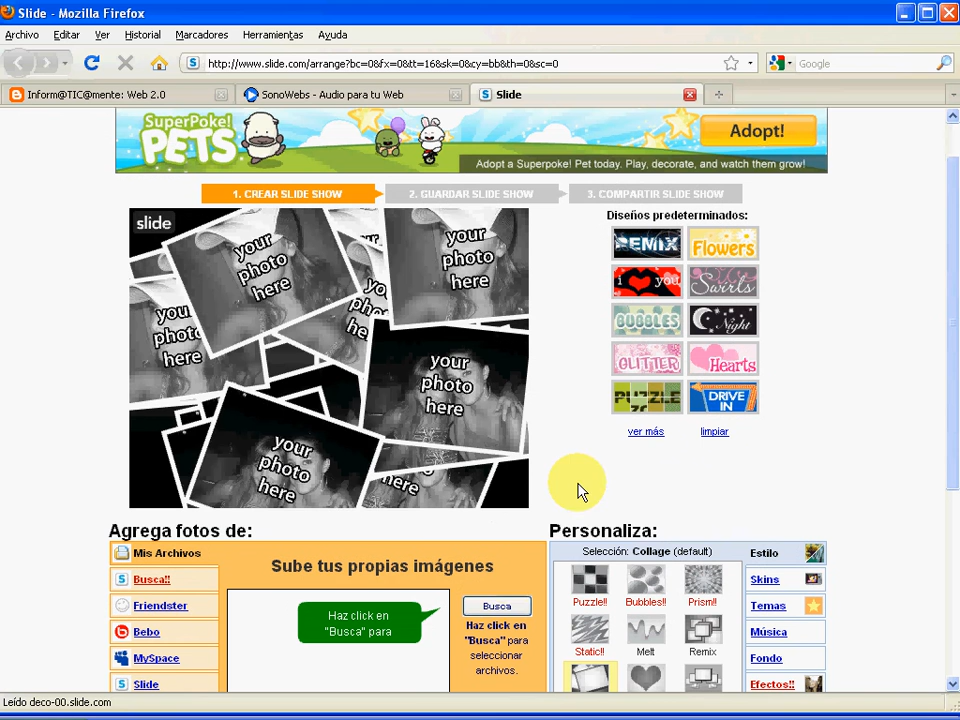 Slide - Mozilla Firefox
Archivo Editar Ver Historial Marcadores Herramientas Ayuda
http://www.slide.com/arrange?bc=0&fx=0&tt=16&sk=0&cy=bb&th=0&sc=0
Google
Inform@TIC@mente: Web 2.0
SonoWebs - Audio para tu Web
Slide
SuperPoke!
PETS
Adopt!
Adopt a Superpoke! Pet today. Play, decorate, and watch them grow!
1. CREAR SLIDE SHOW
2. GUARDAR SLIDE SHOW
3. COMPARTIR SLIDE SHOW
slide
your
photo
here
your
photo
here
you
photo
here
your
photo
here
your
photo
here
here
Diseños predeterminados:
REMIX
Flowers
i you
Swirls
BUBBLES
Night
GLITTER
Hearts
PUZZLE
DRIVE
IN
ver más
limpiar
Agrega fotos de:
Mis Archivos
Busca!!
Friendster
Bebo
MySpace
Slide
Sube tus propias imágenes
Haz click en
"Busca" para
Busca
Haz click en
"Busca" para
seleccionar
archivos.
Personaliza:
Selección: Collage (default)
Puzzle!!
Bubbles!!
Prism!!
Static!!
Melt
Remix
Estilo
Skins
Temas
Música
Fondo
Efectos!!
Leído deco-00.slide.com